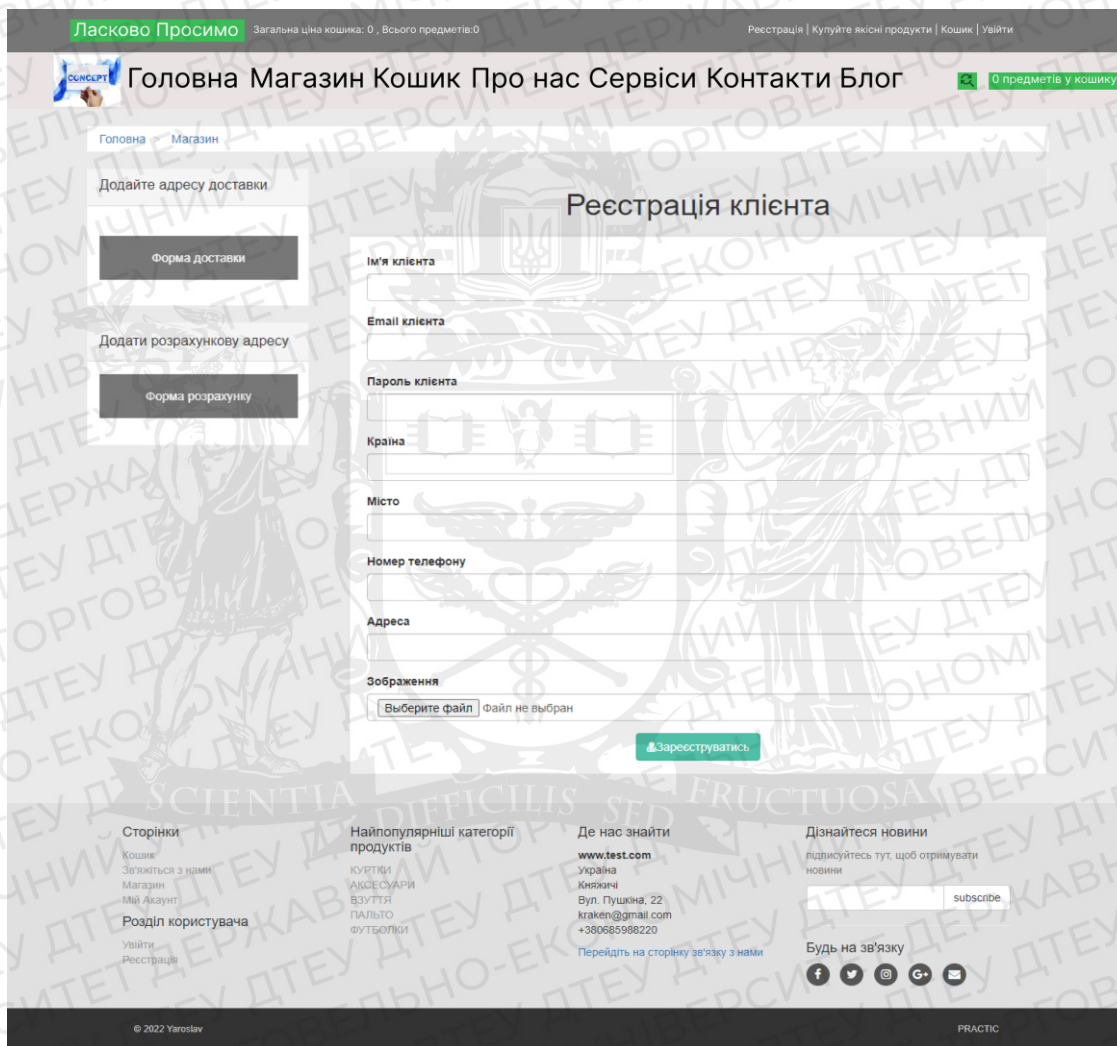 Ласково Просимо Загальна ціна кошика: 0 , Всього предметів:0 Реєстрація | Купуйте якісні продукти | Кошик | Увійти
CONCEPT Головна Магазин Кошик Про нас Сервіси Контакти Блог 0 предметів у кошику
Головна > Магазин
Додайте адресу доставки
Форма доставки
Додати розрахункову адресу
Форма розрахунку
Реєстрація клієнта
Ім'я клієнта
Email клієнта
Пароль клієнта
Країна
Місто
Номер телефону
Адреса
Зображення
Выберите файл Файл не выбран
Зареєструватись
SCIENTIA DIFFICILIS SED FRUCTUOSA
Сторінки
Кошик
Зв'яжіться з нами
Магазин
Мій Акаунт
Розділ користувача
Увійти
Реєстрація
Найпопулярніші категорії
продуктів
КУРТКИ
АКСЕСУАРИ
ВЗУТТЯ
ПАЛЬТО
ФУТБОЛКИ
Де нас знайти
www.test.com
Україна
Княжичі
Вул. Пушкіна, 22
kraken@gmail.com
+380685988220
Перейдіть на сторінку зв'язку з нами
Дізнайтеся новини
підписуйтесь тут, щоб отримувати
новини
subscribe
Будь на зв'язку
© 2022 Yaroslav PRACTIC